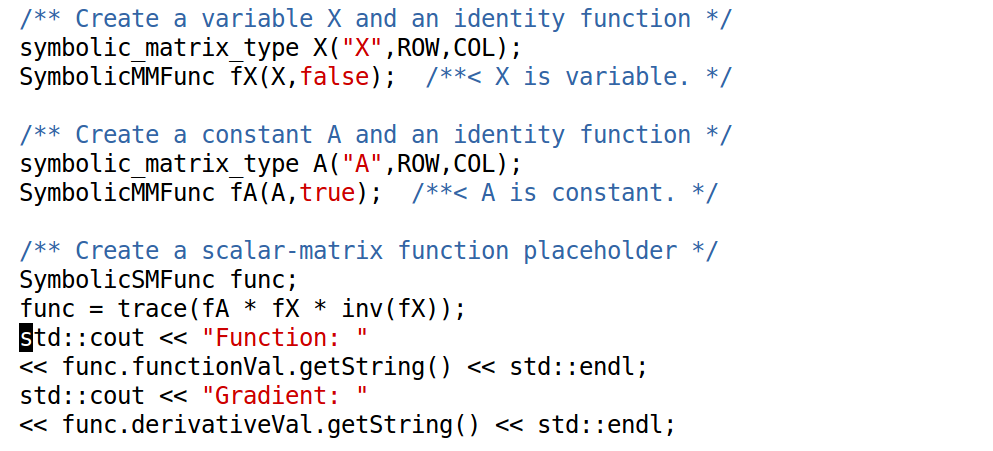 /** Create a variable X and an identity function */
symbolic_matrix_type X("X",ROW,COL);
SymbolicMMFunc fX(X,false);  /**< X is variable. */
/** Create a constant A and an identity function */
symbolic_matrix_type A("A",ROW,COL);
SymbolicMMFunc fA(A,true);  /**< A is constant. */
/** Create a scalar-matrix function placeholder */
SymbolicSMFunc func;
func = trace(fA * fX * inv(fX));
std::cout << "Function: "
<< func.functionVal.getString() << std::endl;
std::cout << "Gradient: "
<< func.derivativeVal.getString() << std::endl;